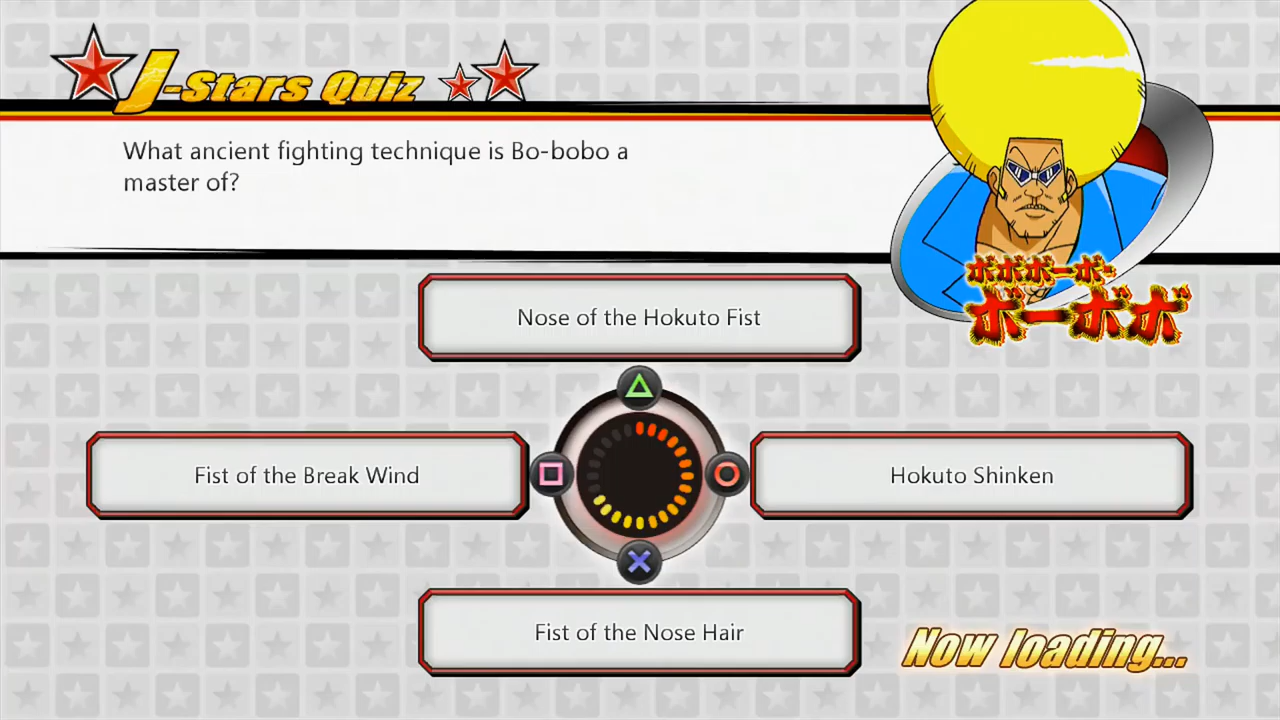 J-Stars Quiz
What ancient fighting technique is Bo-bobo a
master of?
ボボボーボ・
ボーボボ
Nose of the Hokuto Fist
Fist of the Break Wind
Hokuto Shinken
Fist of the Nose Hair
Now loading...